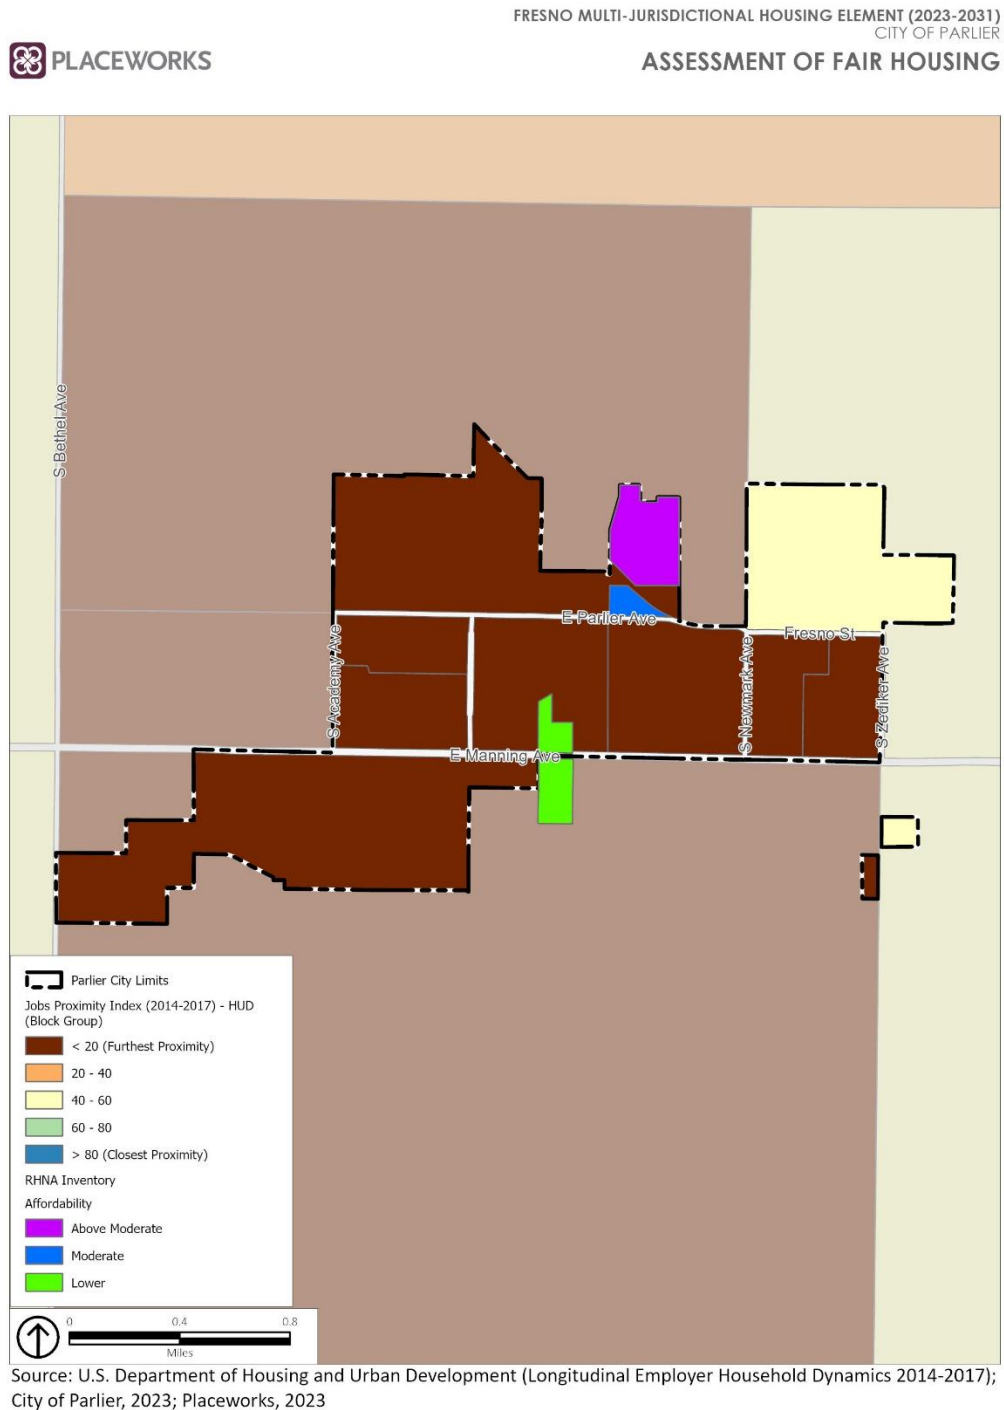 FRESNO MULTI-JURISDICTIONAL HOUSING ELEMENT (2023-2031)
CITY OF PARLIER
PLACEWORKS
ASSESSMENT OF FAIR HOUSING
S Bethel Ave
E Parlier Ave
Fresno St
S Academy Ave
S Newmark Ave
S Zediker Ave
E Manning Ave
Parlier City Limits
Jobs Proximity Index (2014-2017) - HUD
(Block Group)
< 20 (Furthest Proximity)
20 - 40
40 - 60
60 - 80
> 80 (Closest Proximity)
RHNA Inventory
Affordability
Above Moderate
Moderate
Lower
0 0.4 0.8
Miles
Source: U.S. Department of Housing and Urban Development (Longitudinal Employer Household Dynamics 2014-2017);
City of Parlier, 2023; Placeworks, 2023